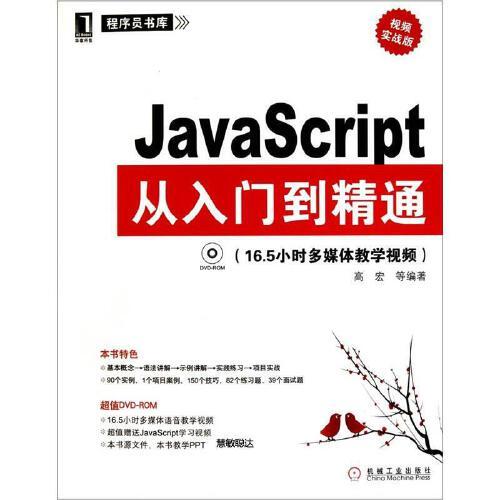 程序员书库
视频
实战版
JavaScript
从入门到精通
DVD-ROM
(16.5小时多媒体教学视频)
高 宏 等编著
本书特色
基本概念→语法讲解→示例讲解→实践练习→项目实战
90个实例、1个项目案例、150个技巧、82个练习题、39个面试题
超值DVD-ROM
16.5小时多媒体语音教学视频
超值赠送JavaScript学习视频
本书源文件、本书教学PPT 慧敏聪达
机械工业出版社
China Machine Press